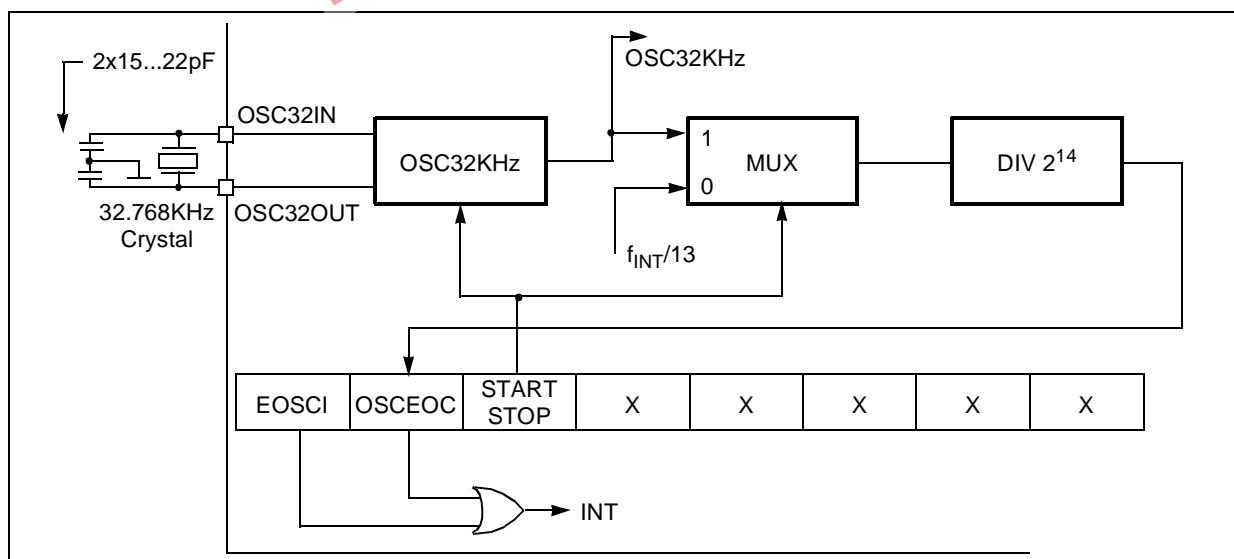 2x15...22pF
OSC32KHz
OSC32IN
OSC32KHz
1
MUX
0
DIV 2¹⁴
32.768KHz
Crystal
OSC32OUT
f_INT/13
EOSCI
OSCEOC
START
STOP
X
X
X
X
X
INT